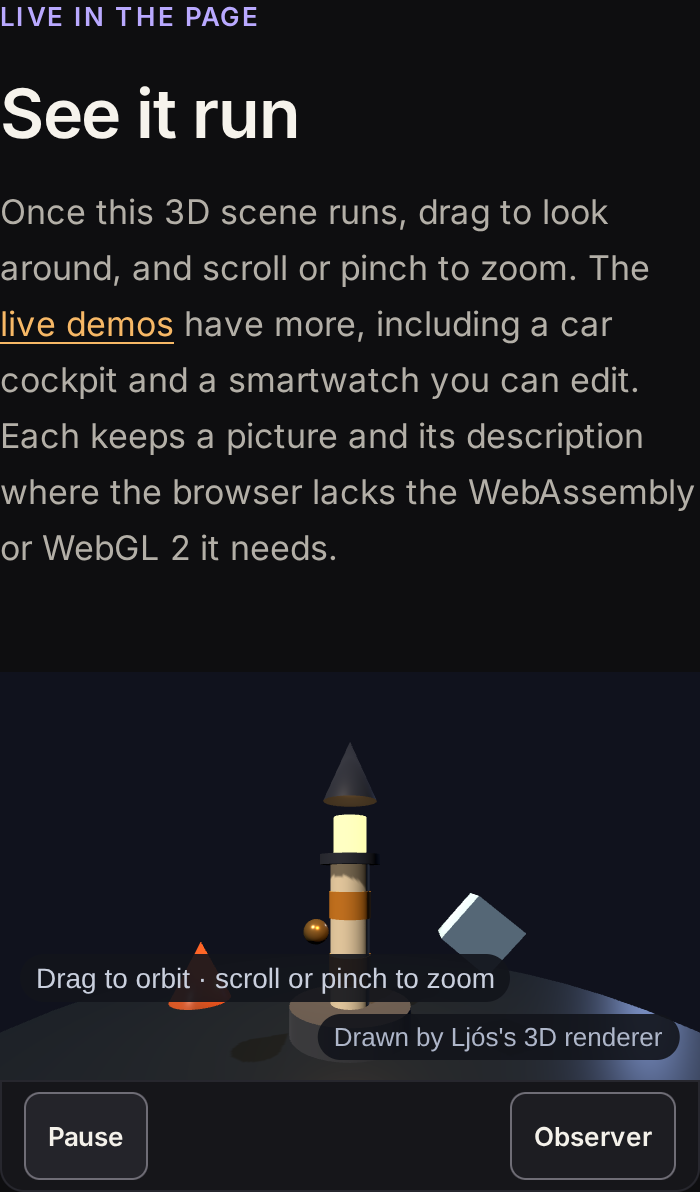 LIVE IN THE PAGE
See it run
Once this 3D scene runs, drag to look
around, and scroll or pinch to zoom. The
live demos have more, including a car
cockpit and a smartwatch you can edit.
Each keeps a picture and its description
where the browser lacks the WebAssembly
or WebGL 2 it needs.
Drag to orbit · scroll or pinch to zoom
Drawn by Ljós's 3D renderer
Pause
Observer